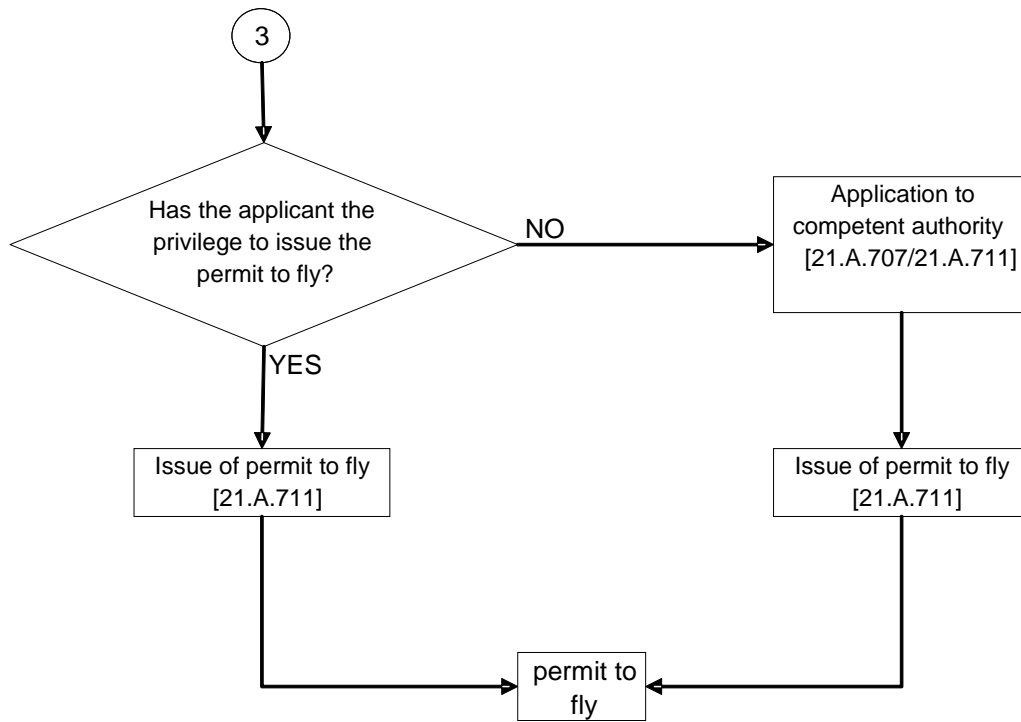 3
Has the applicant the
privilege to issue the
permit to fly?
NO
Application to
competent authority
[21.A.707/21.A.711]
YES
Issue of permit to fly
[21.A.711]
Issue of permit to fly
[21.A.711]
permit to
fly